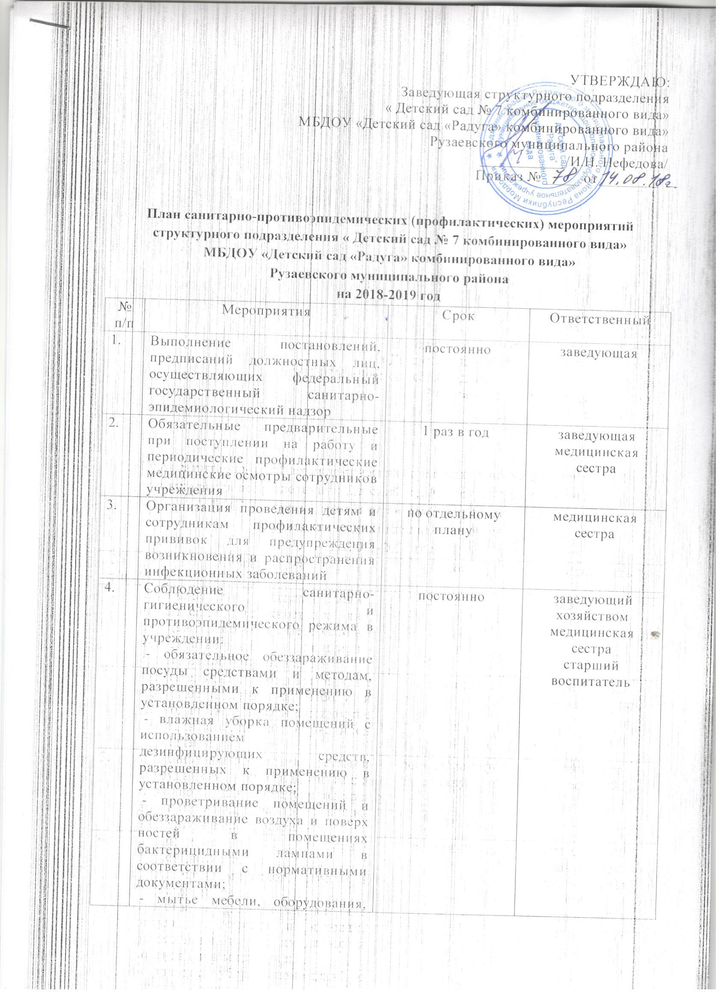 УТВЕРЖДАЮ:
Заведующая структурного подразделения
« Детский сад № 7 комбинированного вида»
МБДОУ «Детский сад «Радуга» комбинированного вида»
Рузаевского муниципального района
/И.Н. Нефедова/
Приказ № 78 от 14.08.18г.
План санитарно-противоэпидемических (профилактических) мероприятий
структурного подразделения « Детский сад № 7 комбинированного вида»
МБДОУ «Детский сад «Радуга» комбинированного вида»
Рузаевского муниципального района
на 2018-2019 год
№ п/п
Мероприятия
Срок
Ответственный
1.
Выполнение постановлений,
предписаний должностных лиц,
осуществляющих федеральный
государственный санитарно-
эпидемиологический надзор
постоянно
заведующая
2.
Обязательные предварительные
при поступлении на работу и
периодические профилактические
медицинские осмотры сотрудников
учреждения
1 раз в год
заведующая
медицинская
сестра
3.
Организация проведения детям и
сотрудникам профилактических
прививок для предупреждения
возникновения и распространения
инфекционных заболеваний
по отдельному
плану
медицинская
сестра
4.
Соблюдение санитарно-
гигиенического и
противоэпидемического режима в
учреждении:
- обязательное обеззараживание
посуды средствами и методам,
разрешенными к применению в
установленном порядке;
- влажная уборка помещений с
использованием
дезинфицирующих средств,
разрешенных к применению в
установленном порядке;
- проветривание помещений и
обеззараживание воздуха и поверх
ностей в помещениях
бактерицидными лампами в
соответствии с нормативными
документами;
- мытье мебели, оборудования,
постоянно
заведующий
хозяйством
медицинская
сестра
старший
воспитатель
детский сад
"Радуга"
комбинированного
вида